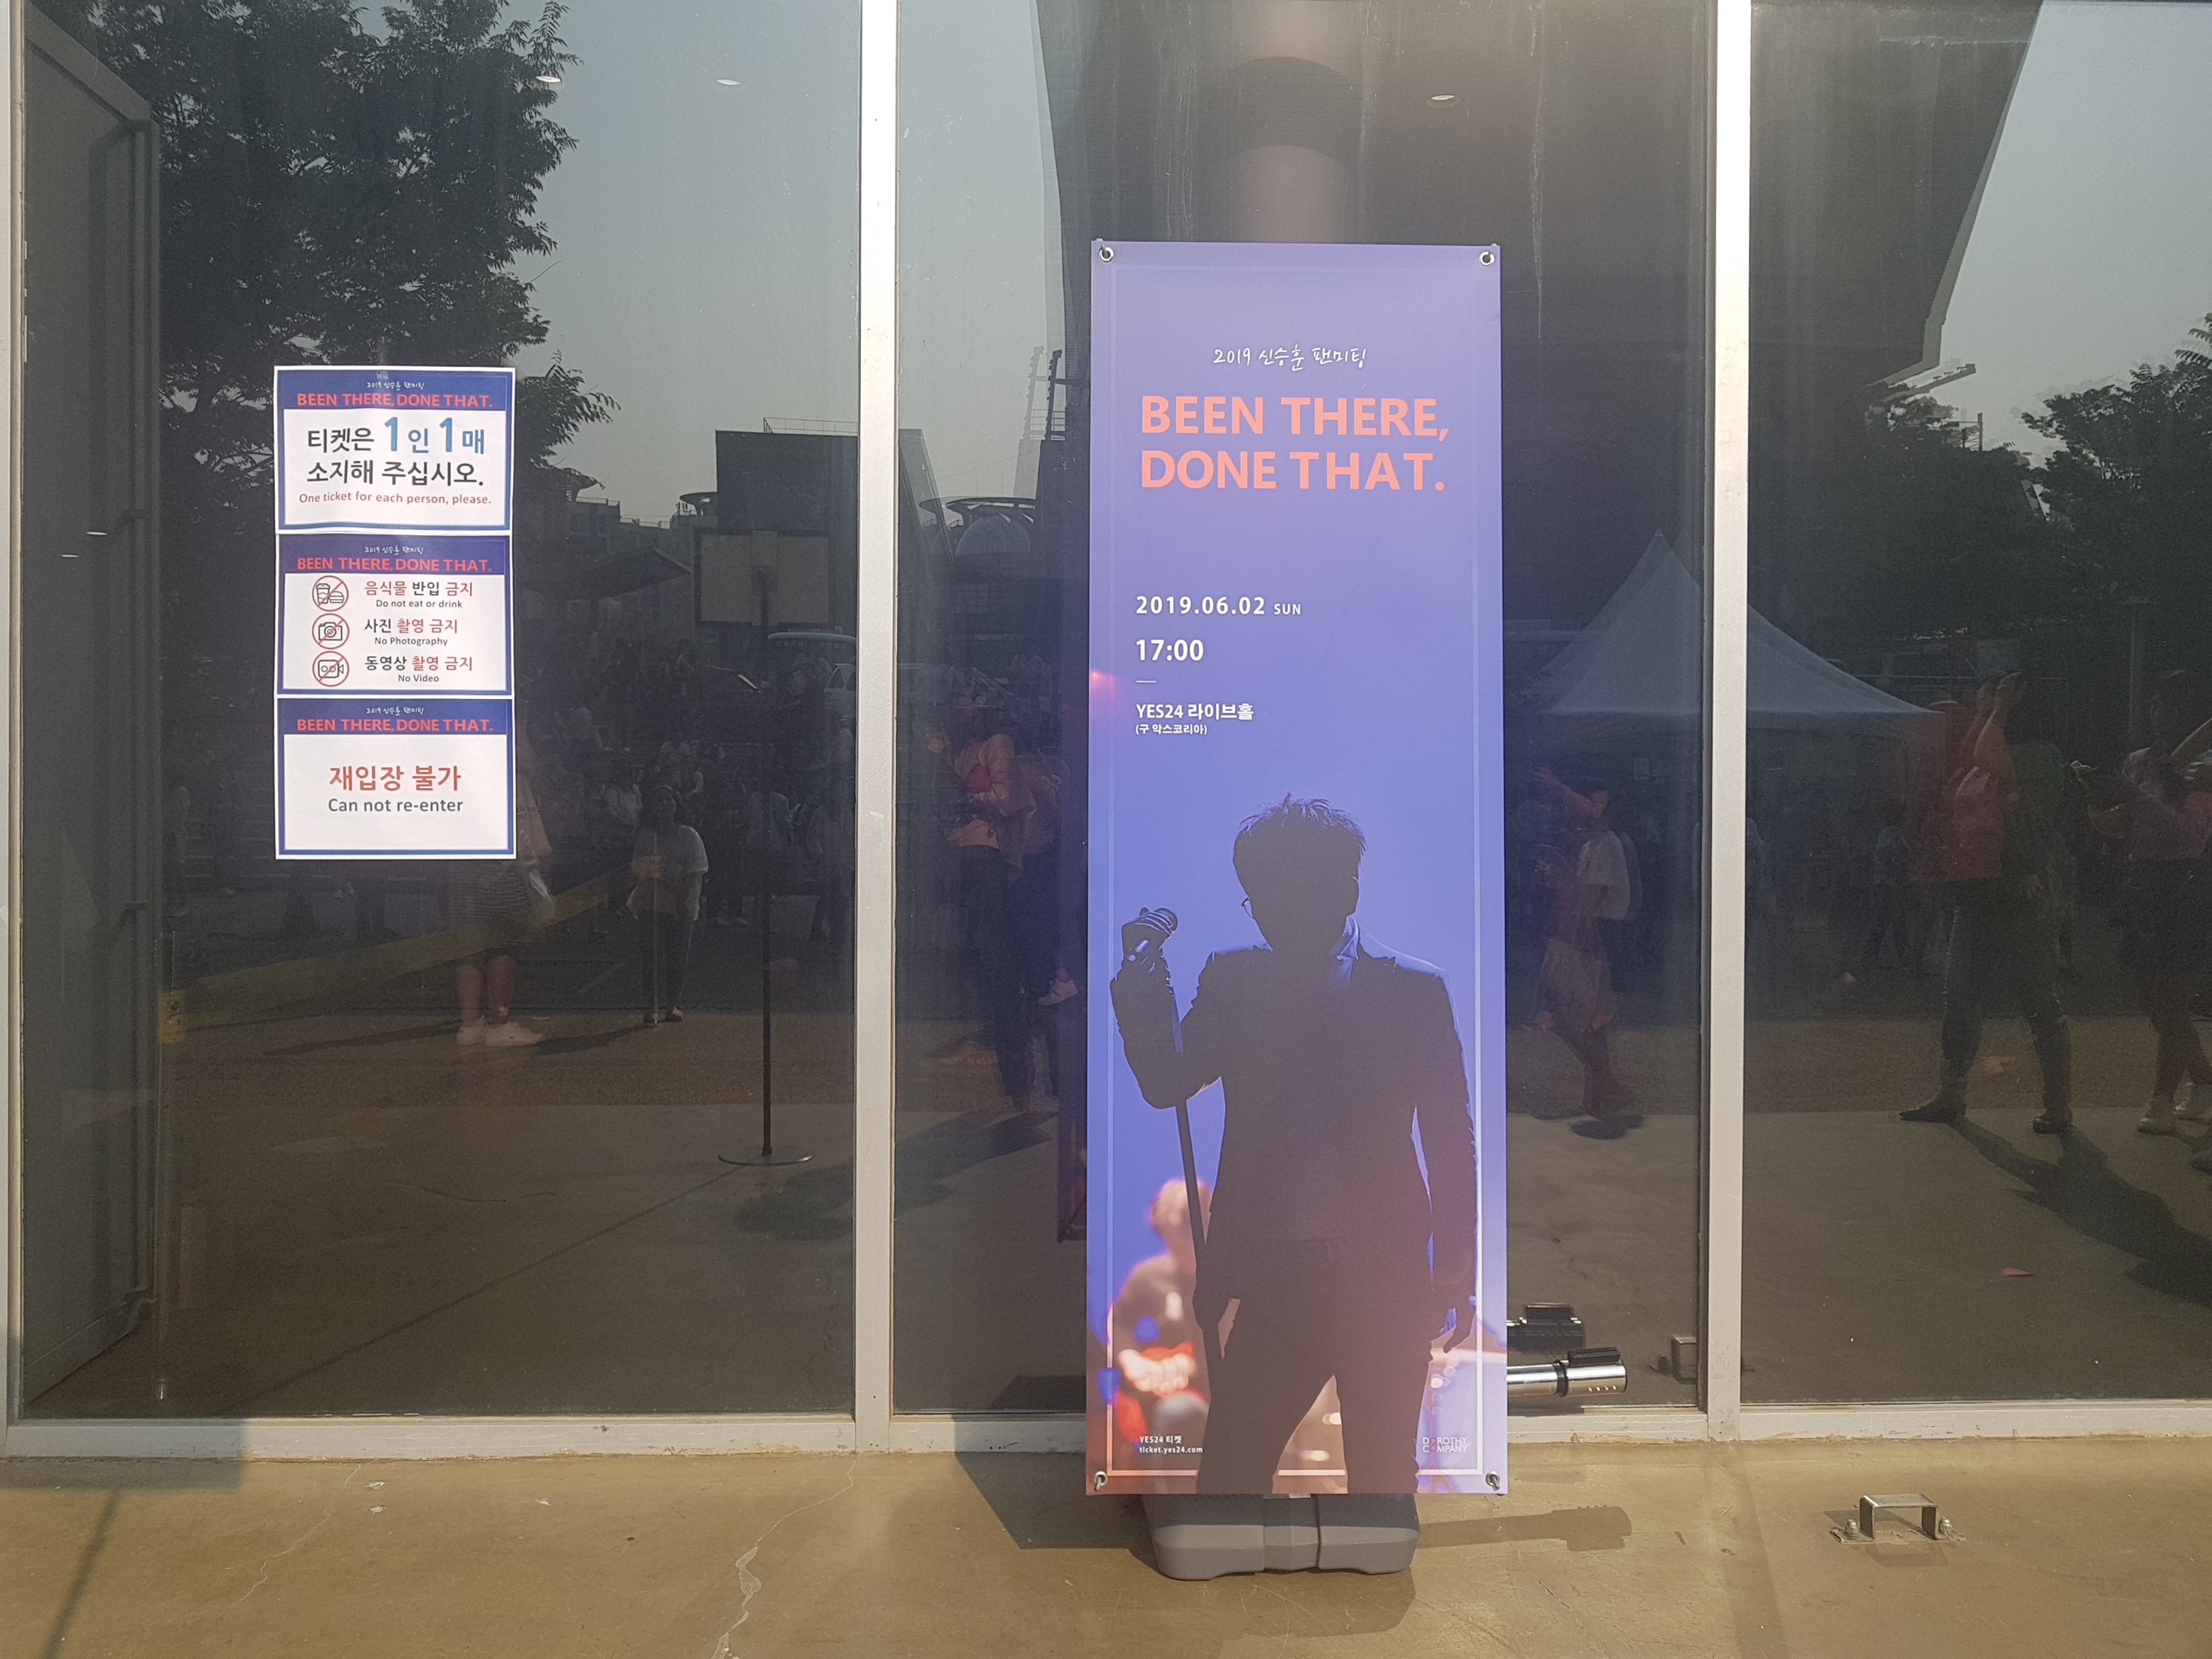 2019 신승훈 팬미팅
BEEN THERE, DONE THAT.
티켓은 1인 1매
소지해 주십시오.
One ticket for each person, please.
2019 신승훈 팬미팅
BEEN THERE, DONE THAT.
음식물 반입 금지
Do not eat or drink
사진 촬영 금지
No Photography
동영상 촬영 금지
No Video
2019 신승훈 팬미팅
BEEN THERE, DONE THAT.
재입장 불가
Can not re-enter
2019 신승훈 팬미팅
BEEN THERE,
DONE THAT.
2019.06.02 SUN
17:00
YES24 라이브홀
(구 악스코리아)
YES24 티켓
ticket.yes24.com
DOROTHY
COMPANY